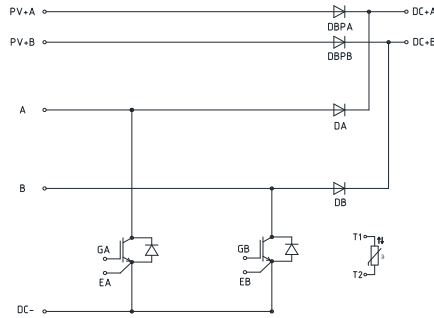 PV+A DC+A
DBPA
PV+B DC+B
DBPB
A
DA
B
DB
GA GB T1
EA EB T2
DC-